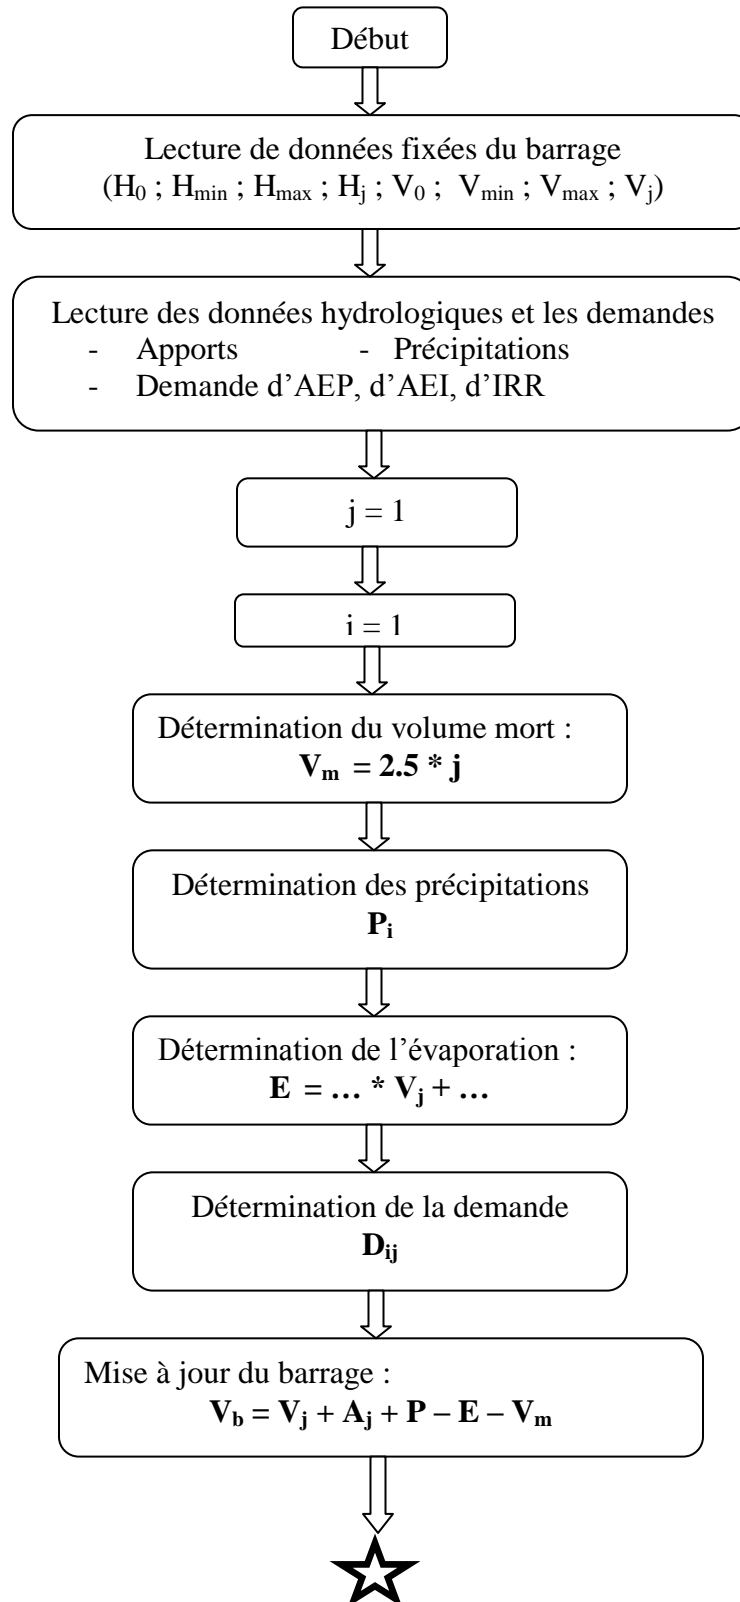 Début
Lecture de données fixées du barrage
(H₀ ; Hmin ; Hmax ; Hj ; V₀ ; Vmin ; Vmax ; Vj)
Lecture des données hydrologiques et les demandes
- Apports - Précipitations
- Demande d’AEP, d’AEI, d’IRR
j = 1
i = 1
Détermination du volume mort :
Vm = 2.5 * j
Détermination des précipitations
Pi
Détermination de l’évaporation :
E = … * Vj + …
Détermination de la demande
Dij
Mise à jour du barrage :
Vb = Vj + Aj + P – E – Vm